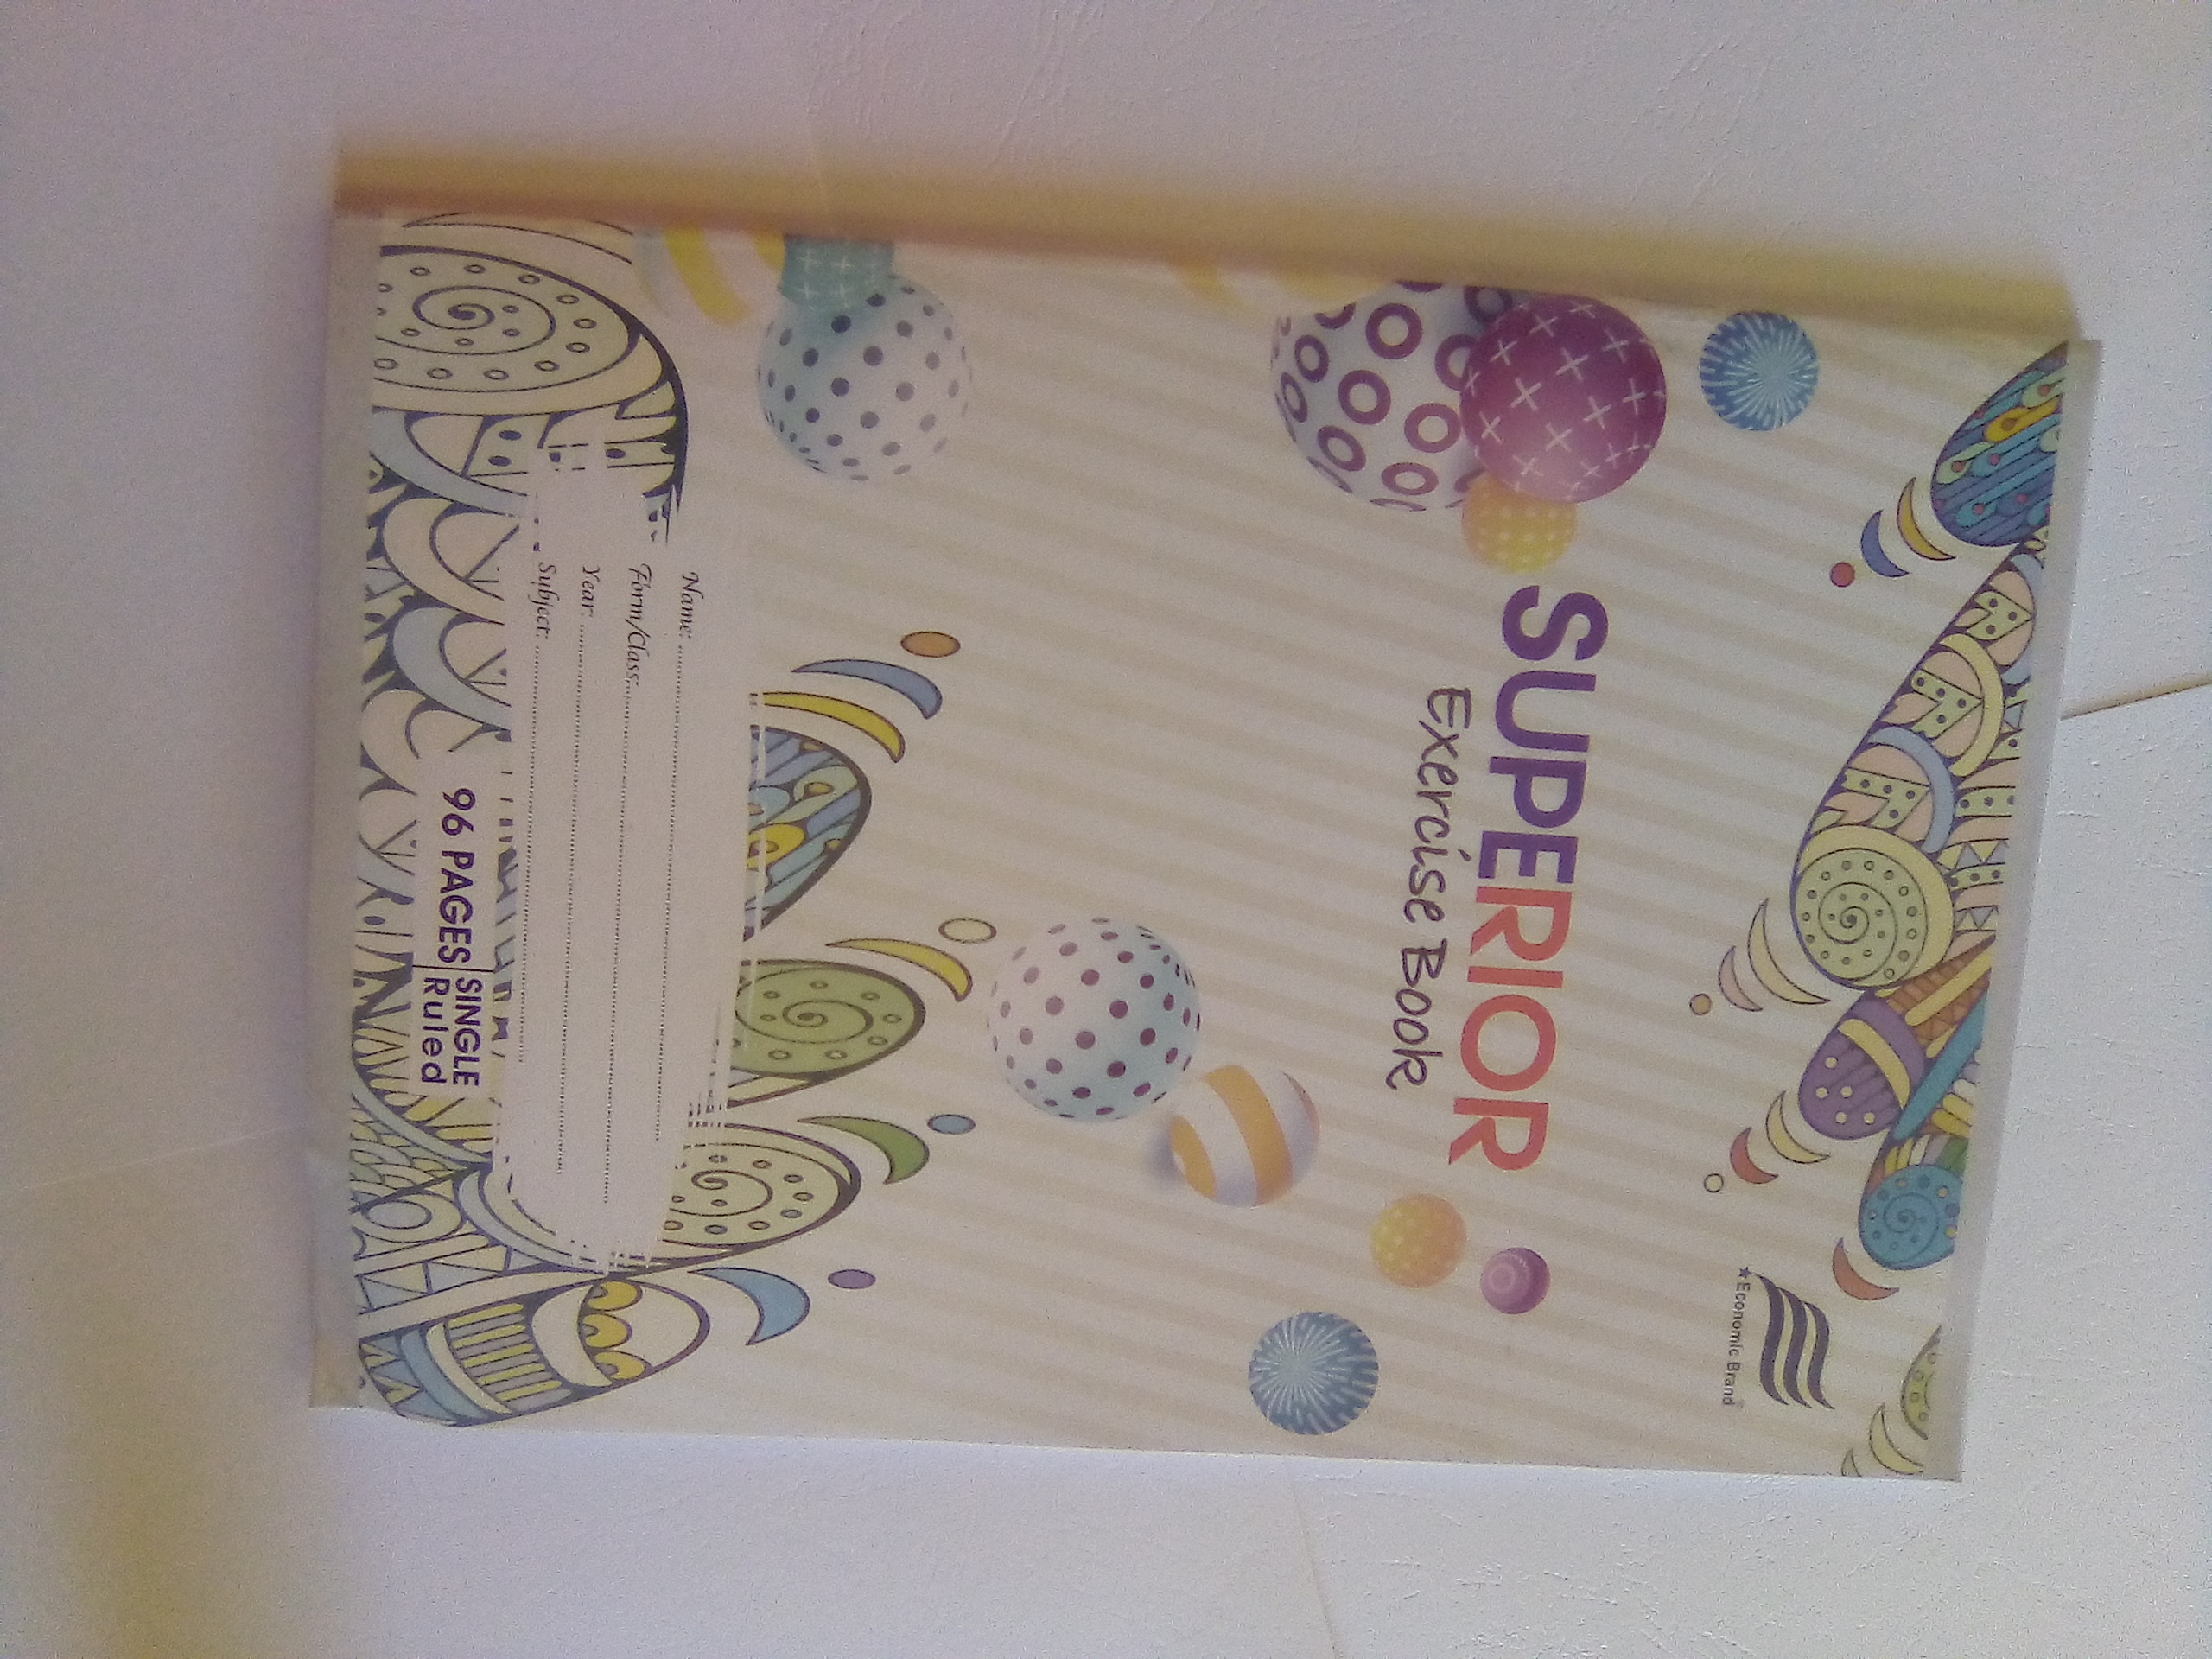 ★Economic Brand
SUPERIOR
Exercise Book
Name: ..........
Form/Class: ..........
Year: ..........
Subject: ..........
96 PAGES
SINGLE
Ruled